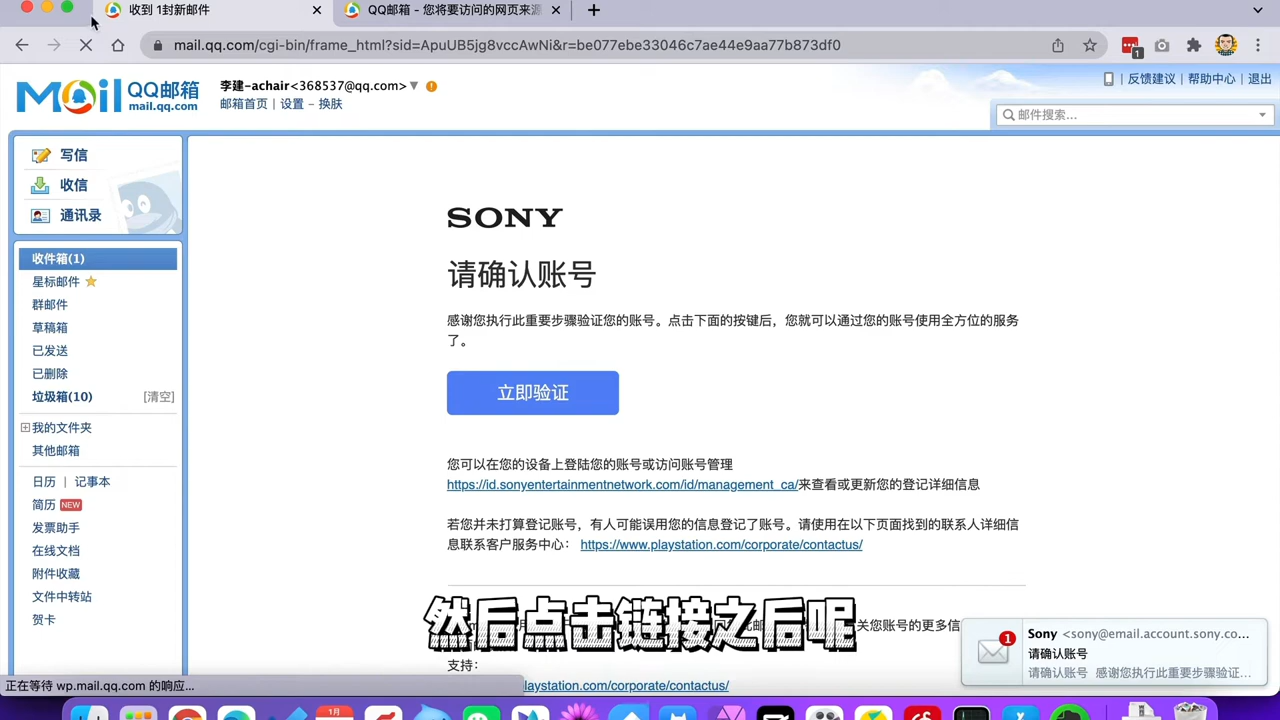 收到 1封新邮件
QQ邮箱 - 您将要访问的网页来源
mail.qq.com/cgi-bin/frame_html?sid=ApuUB5jg8vccAwNi&r=be077ebe33046c7ae44e9aa77b873df0
1
Mail QQ邮箱
mail.qq.com
李建-achair<368537@qq.com>
邮箱首页 | 设置 - 换肤
反馈建议 | 帮助中心 | 退出
邮件搜索...
写信
收信
通讯录
收件箱(1)
星标邮件
群邮件
草稿箱
已发送
已删除
垃圾箱(10) [清空]
我的文件夹
其他邮箱
日历 | 记事本
简历 NEW
发票助手
在线文档
附件收藏
文件中转站
贺卡
SONY
请确认账号
感谢您执行此重要步骤验证您的账号。点击下面的按键后，您就可以通过您的账号使用全方位的服务
了。
立即验证
您可以在您的设备上登陆您的账号或访问账号管理
https://id.sonyentertainmentnetwork.com/id/management_ca/来查看或更新您的登记详细信息
若您并未打算登记账号，有人可能误用您的信息登记了账号。请使用在以下页面找到的联系人详细信
息联系客户服务中心： https://www.playstation.com/corporate/contactus/
关您账号的更多信
然后点击链接之后呢
支持：
playstation.com/corporate/contactus/
1
Sony <sony@email.account.sony.co...
请确认账号
请确认账号 感谢您执行此重要步骤验证...
正在等待 wp.mail.qq.com 的响应...
1月